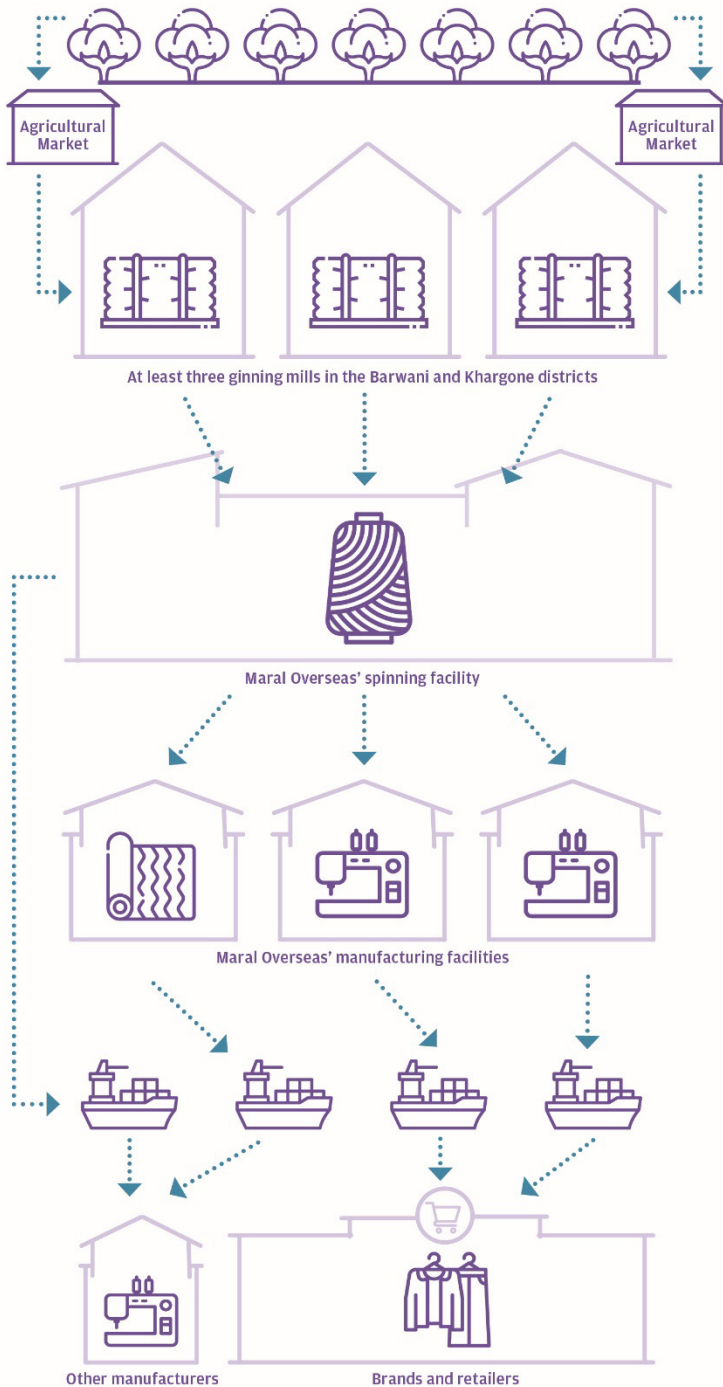 Agricultural
Market
Agricultural
Market
At least three ginning mills in the Barwani and Khargone districts
Maral Overseas' spinning facility
Maral Overseas' manufacturing facilities
Other manufacturers
Brands and retailers